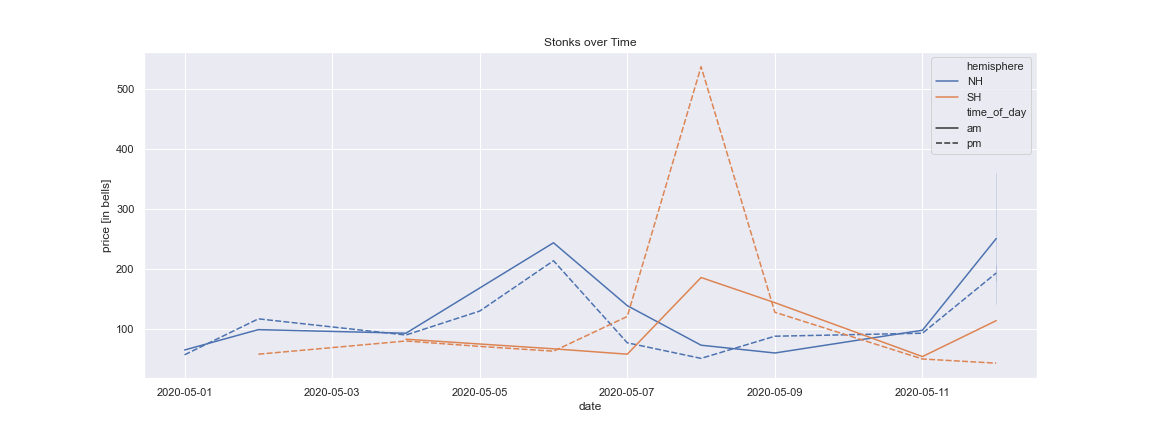 Stonks over Time
hemisphere
NH
SH
time_of_day
am
pm
price [in bells]
500
400
300
200
100
2020-05-01 2020-05-03 2020-05-05 2020-05-07 2020-05-09 2020-05-11
date